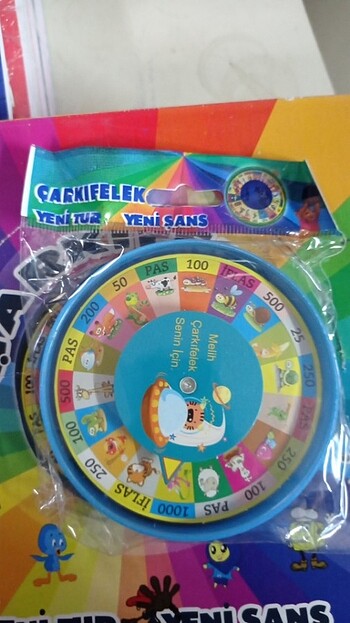 ÇARKIFELEK
YENİ TUR YENİ ŞANS
PAS
100
İFLAS
500
25
250
PAS
250
100
PAS
1000
İFLAS
250
100
500
PAS
200
50
Melih
Çarkıfelek
Senin İçin.
TUR YENİ ŞANS